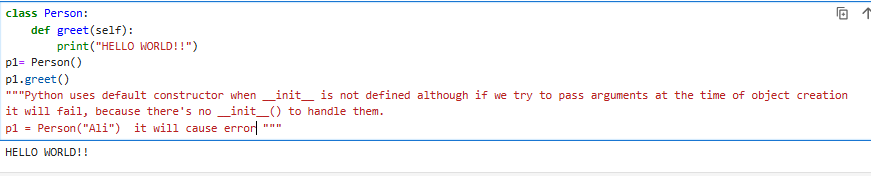 class Person:
    def greet(self):
        print("HELLO WORLD!!")
p1= Person()
p1.greet()
"""Python uses default constructor when __init__ is not defined although if we try to pass arguments at the time of object creation
it will fail, because there's no __init__() to handle them.
p1 = Person("Ali")  it will cause error """
HELLO WORLD!!